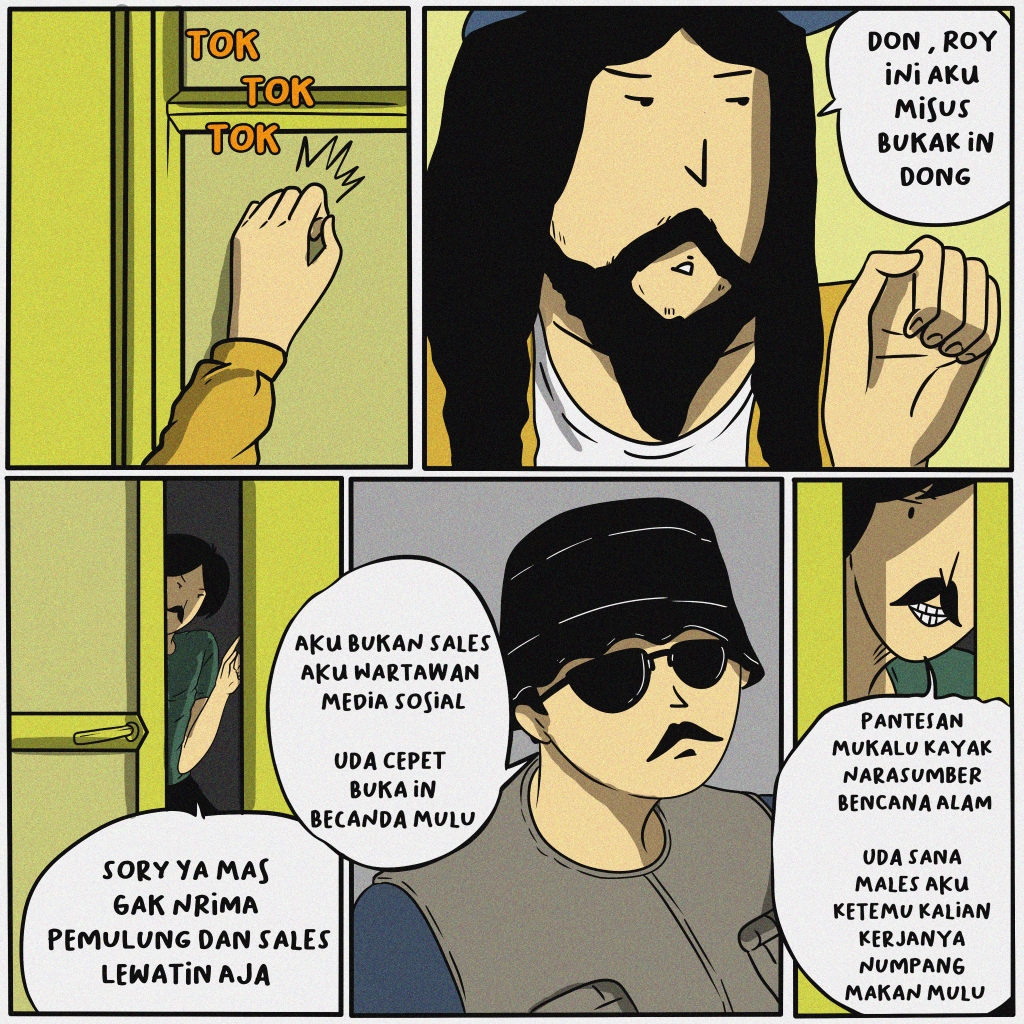 TOK
TOK
TOK
DON , ROY
INI AKU
MISUS
BUKAK IN
DONG
SORY YA MAS
GAK NRIMA
PEMULUNG DAN SALES
LEWATIN AJA
AKU BUKAN SALES
AKU WARTAWAN
MEDIA SOSIAL
UDA CEPET
BUKA IN
BECANDA MULU
PANTESAN
MUKALU KAYAK
NARASUMBER
BENCANA ALAM
UDA SANA
MALES AKU
KETEMU KALIAN
KERJANYA
NUMPANG
MAKAN MULU